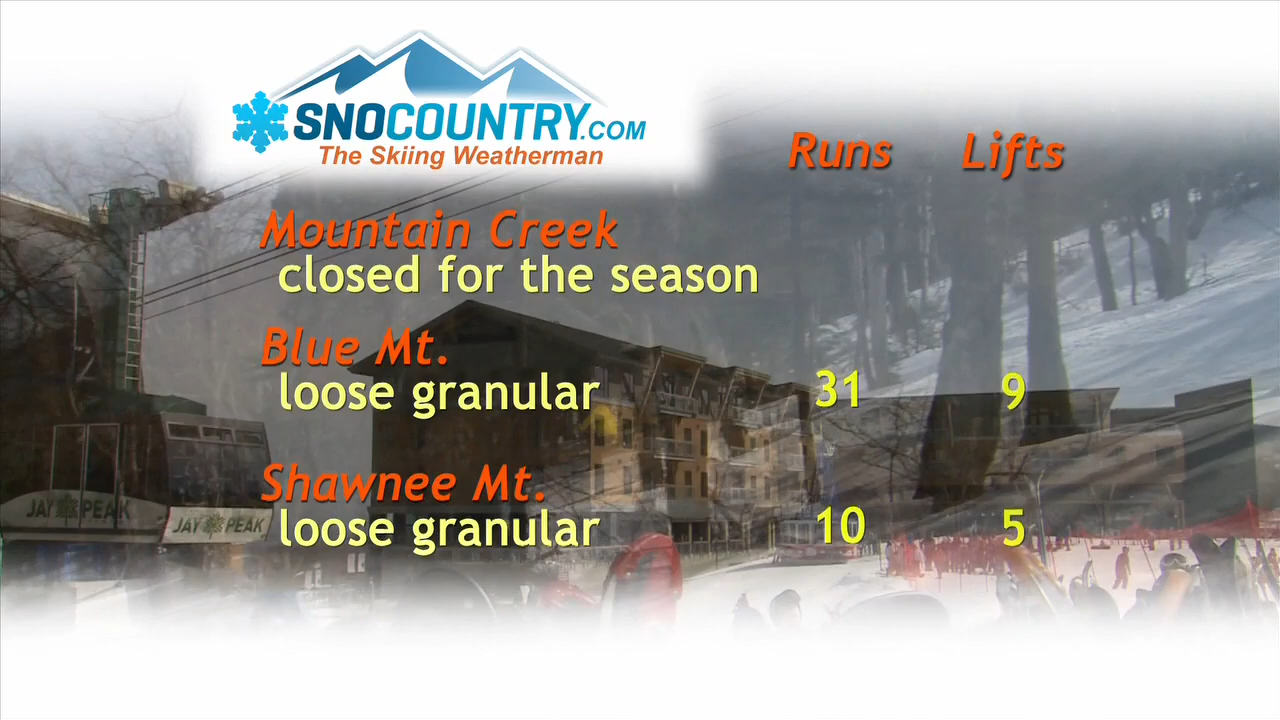 SNOCOUNTRY.COM
The Skiing Weatherman
Runs Lifts
Mountain Creek
closed for the season
Blue Mt.
loose granular 31 9
Shawnee Mt.
loose granular 10 5
JAY PEAK
JAY PEAK